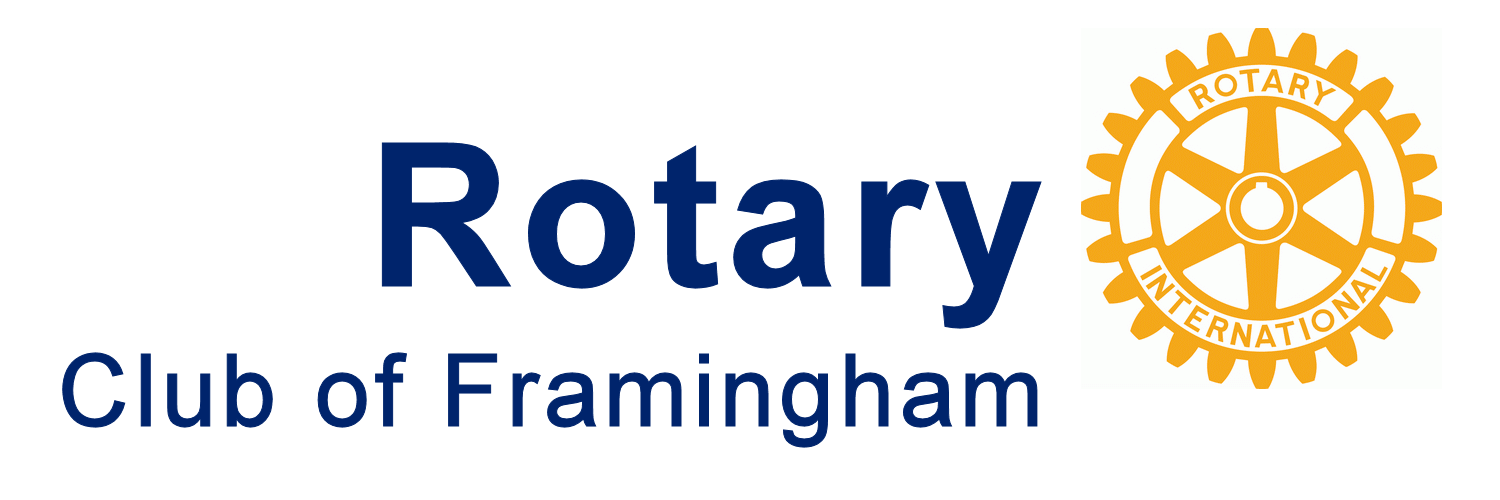 Rotary
Club of Framingham
ROTARY
INTERNATIONAL